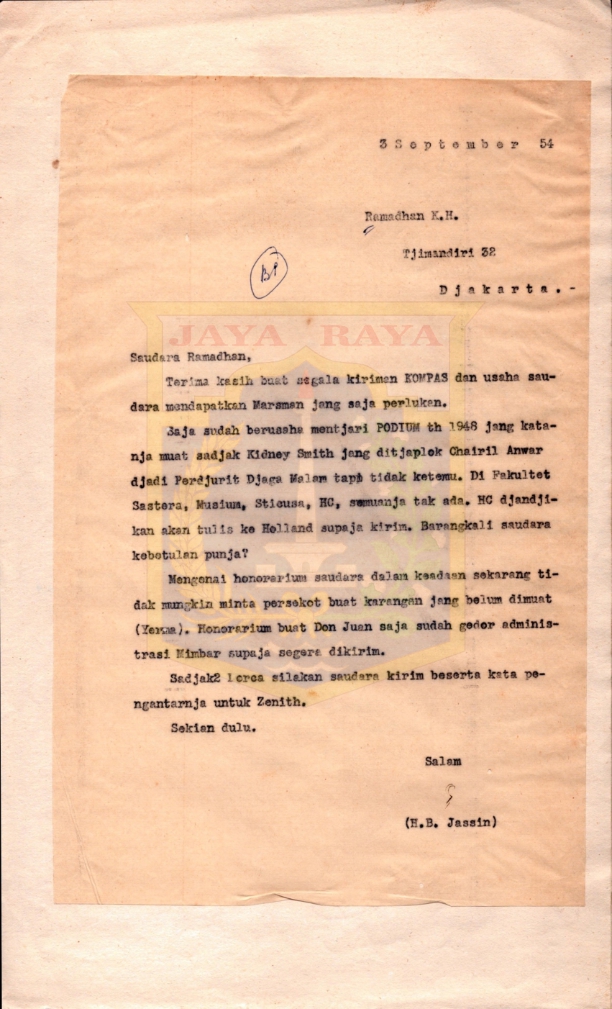 3 S e p t e m b e r 54
Ramadhan K.H.
Tjimandiri 32
D j a k a r t a . -
JAYA RAYA
Saudara Ramadhan,
Terima kasih buat segala kiriman KOMPAS dan usaha sau-
dara mendapatkan Marsman jang saja perlukan.
Saja sudah berusaha mentjari PODIUM th 1948 jang kata-
nja muat sadjak Kidney Smith jang ditjaplok Chairil Anwar
djadi Perdjurit Djaga Malam tapi tidak ketemu. Di Fakultet
Sastera, Musium, Sticusa, HC, semuanja tak ada. HC djandji-
kan akan tulis ke Holland supaja kirim. Barangkali saudara
kebetulan punja?
Mengenai honorarium saudara dalam keadaan sekarang ti-
dak mungkin minta persekot buat karangan jang belum dimuat
(Yerma). Honorarium buat Don Juan saja sudah gedor adminis-
trasi Mimbar supaja segera dikirim.
Sadjak2 Lorca silakan saudara kirim beserta kata pe-
ngantarnja untuk Zenith.
Sekian dulu.
Salam
(H.B. Jassin)